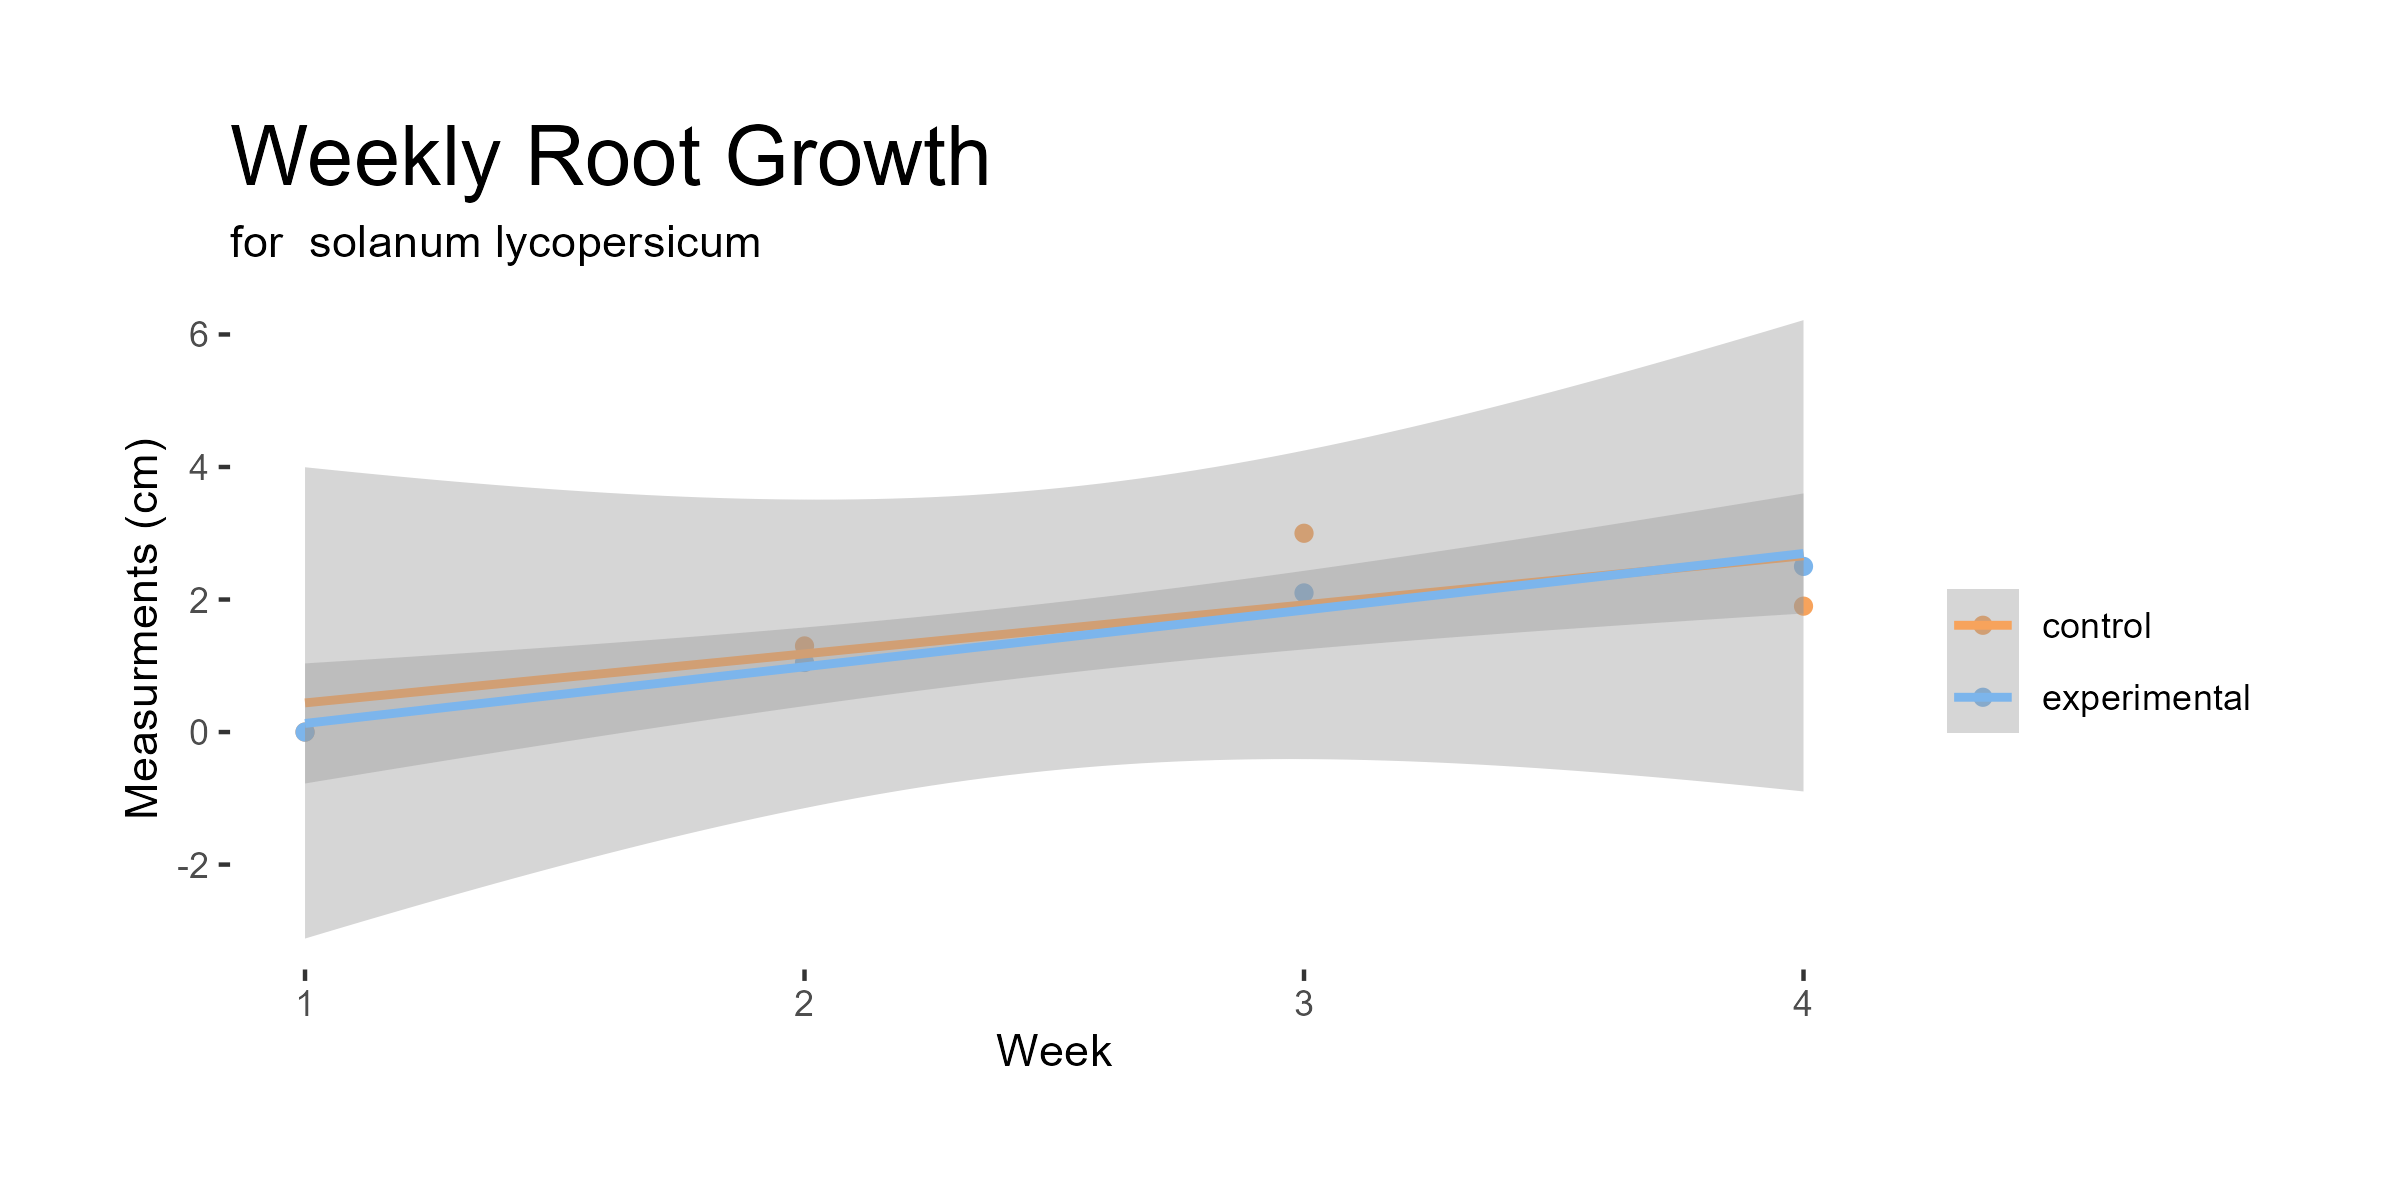 Weekly Root Growth
for  solanum lycopersicum
6
4
2
0
-2
Measurments (cm)
1 2 3 4
Week
control
experimental